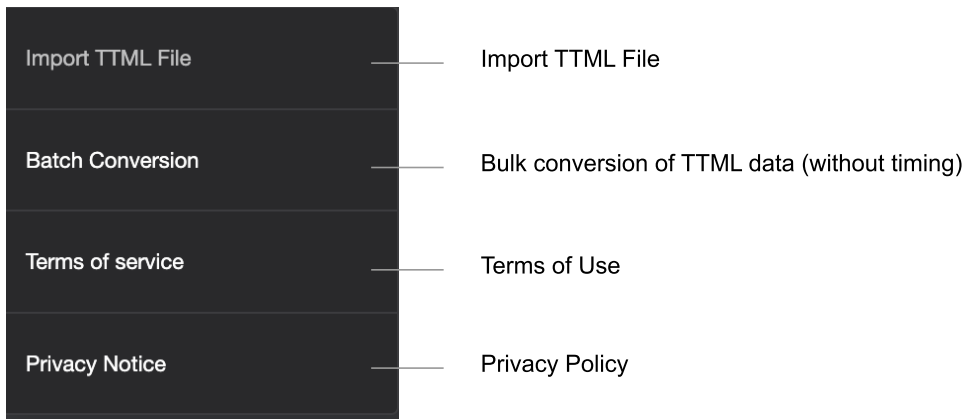 Import TTML File
Import TTML File
Batch Conversion
Bulk conversion of TTML data (without timing)
Terms of service
Terms of Use
Privacy Notice
Privacy Policy